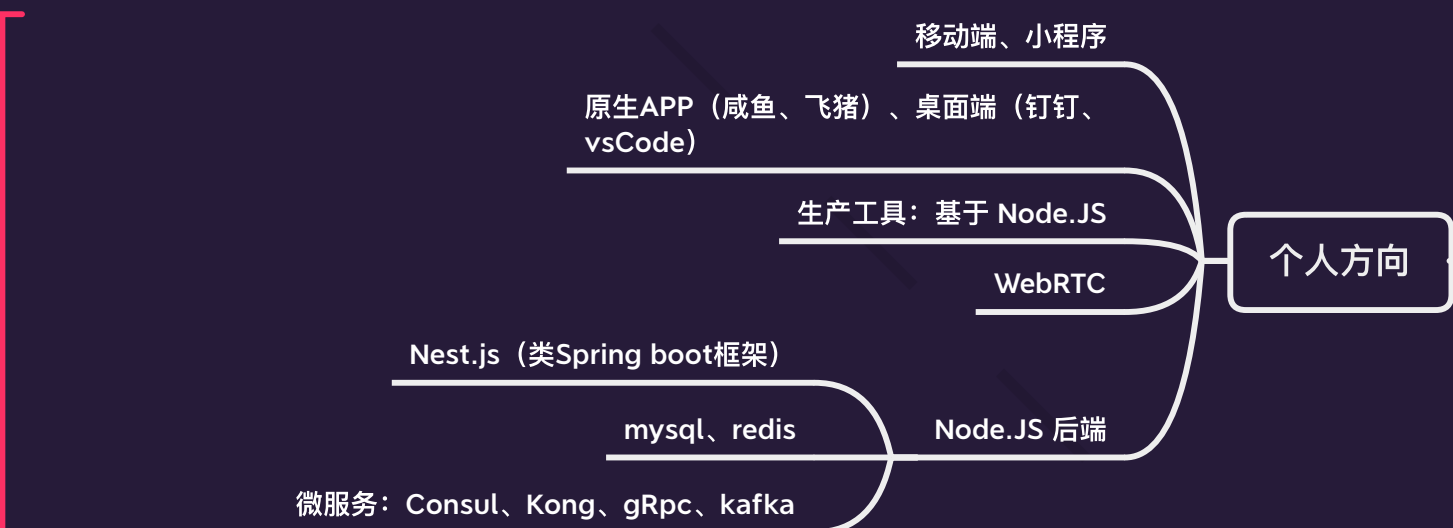 移动端、小程序
原生APP（咸鱼、飞猪）、桌面端（钉钉、
vsCode）
生产工具：基于 Node.JS
个人方向
WebRTC
Nest.js（类Spring boot框架）
mysql、redis
Node.JS 后端
微服务：Consul、Kong、gRpc、kafka